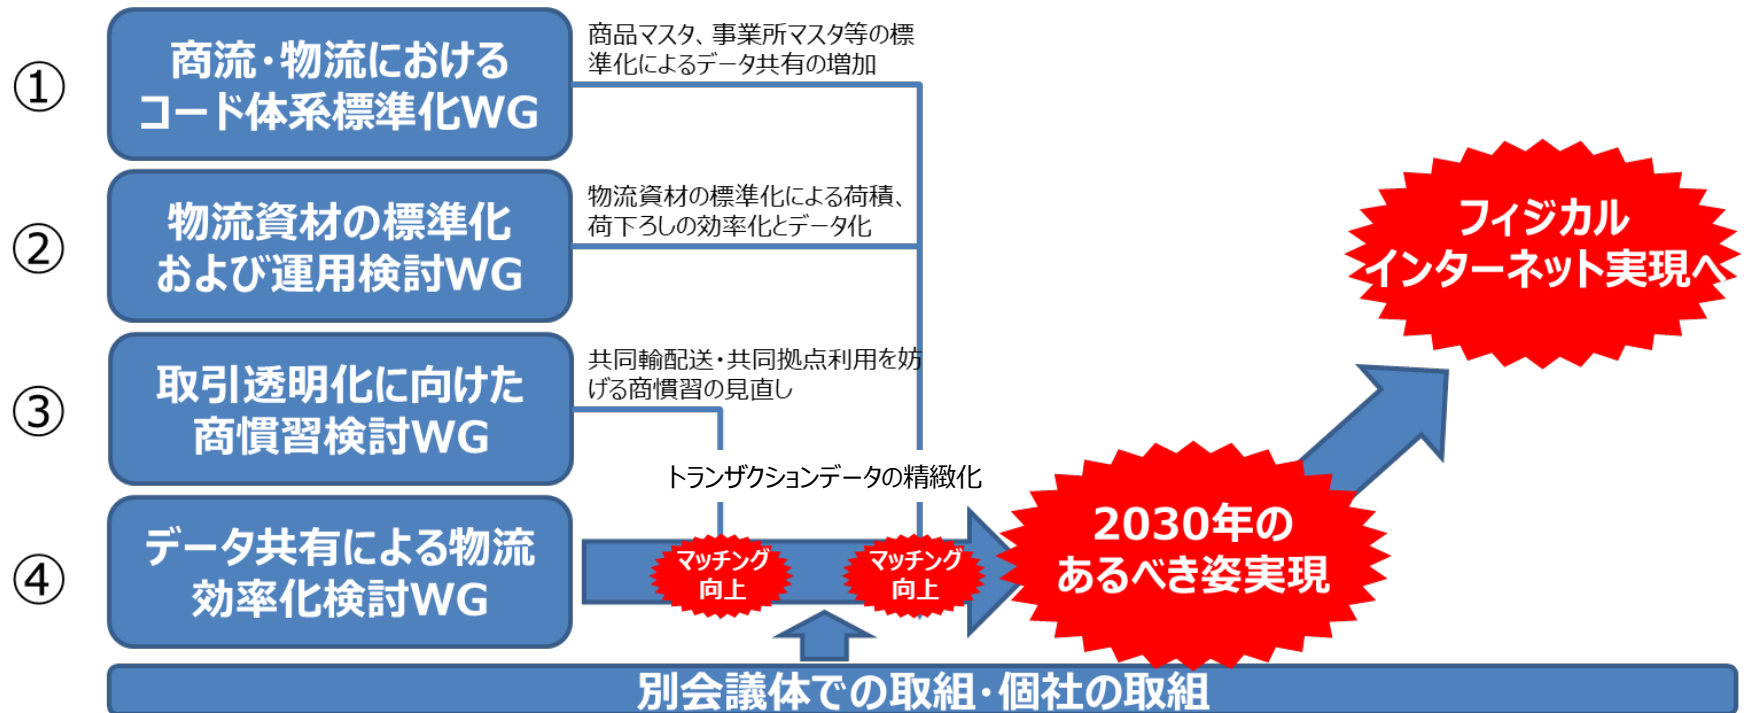 ①
商流・物流における
コード体系標準化WG
商品マスタ、事業所マスタ等の標
準化によるデータ共有の増加
②
物流資材の標準化
および運用検討WG
物流資材の標準化による荷積、
荷下ろしの効率化とデータ化
③
取引透明化に向けた
商慣習検討WG
共同輸配送・共同拠点利用を妨
げる商慣習の見直し
トランザクションデータの精緻化
④
データ共有による物流
効率化検討WG
マッチング
向上
マッチング
向上
2030年の
あるべき姿実現
フィジカル
インターネット実現へ
別会議体での取組・個社の取組